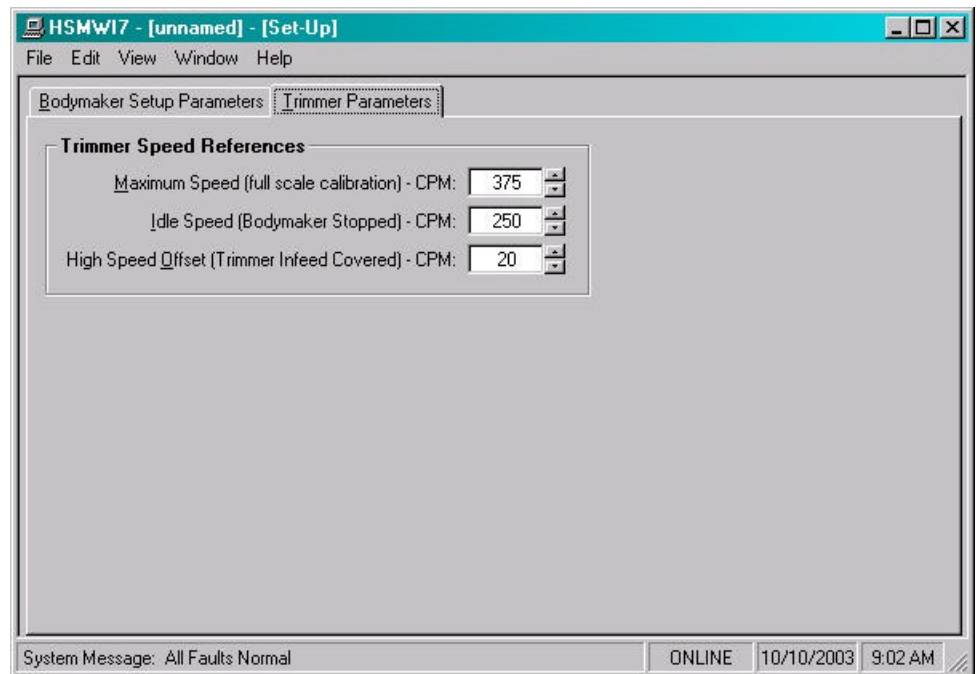 HSMWI7 - [unnamed] - [Set-Up]
File Edit View Window Help
Bodymaker Setup Parameters Trimmer Parameters
Trimmer Speed References
Maximum Speed (full scale calibration) - CPM: 375
Idle Speed (Bodymaker Stopped) - CPM: 250
High Speed Offset (Trimmer Infeed Covered) - CPM: 20
System Message: All Faults Normal ONLINE 10/10/2003 9:02 AM